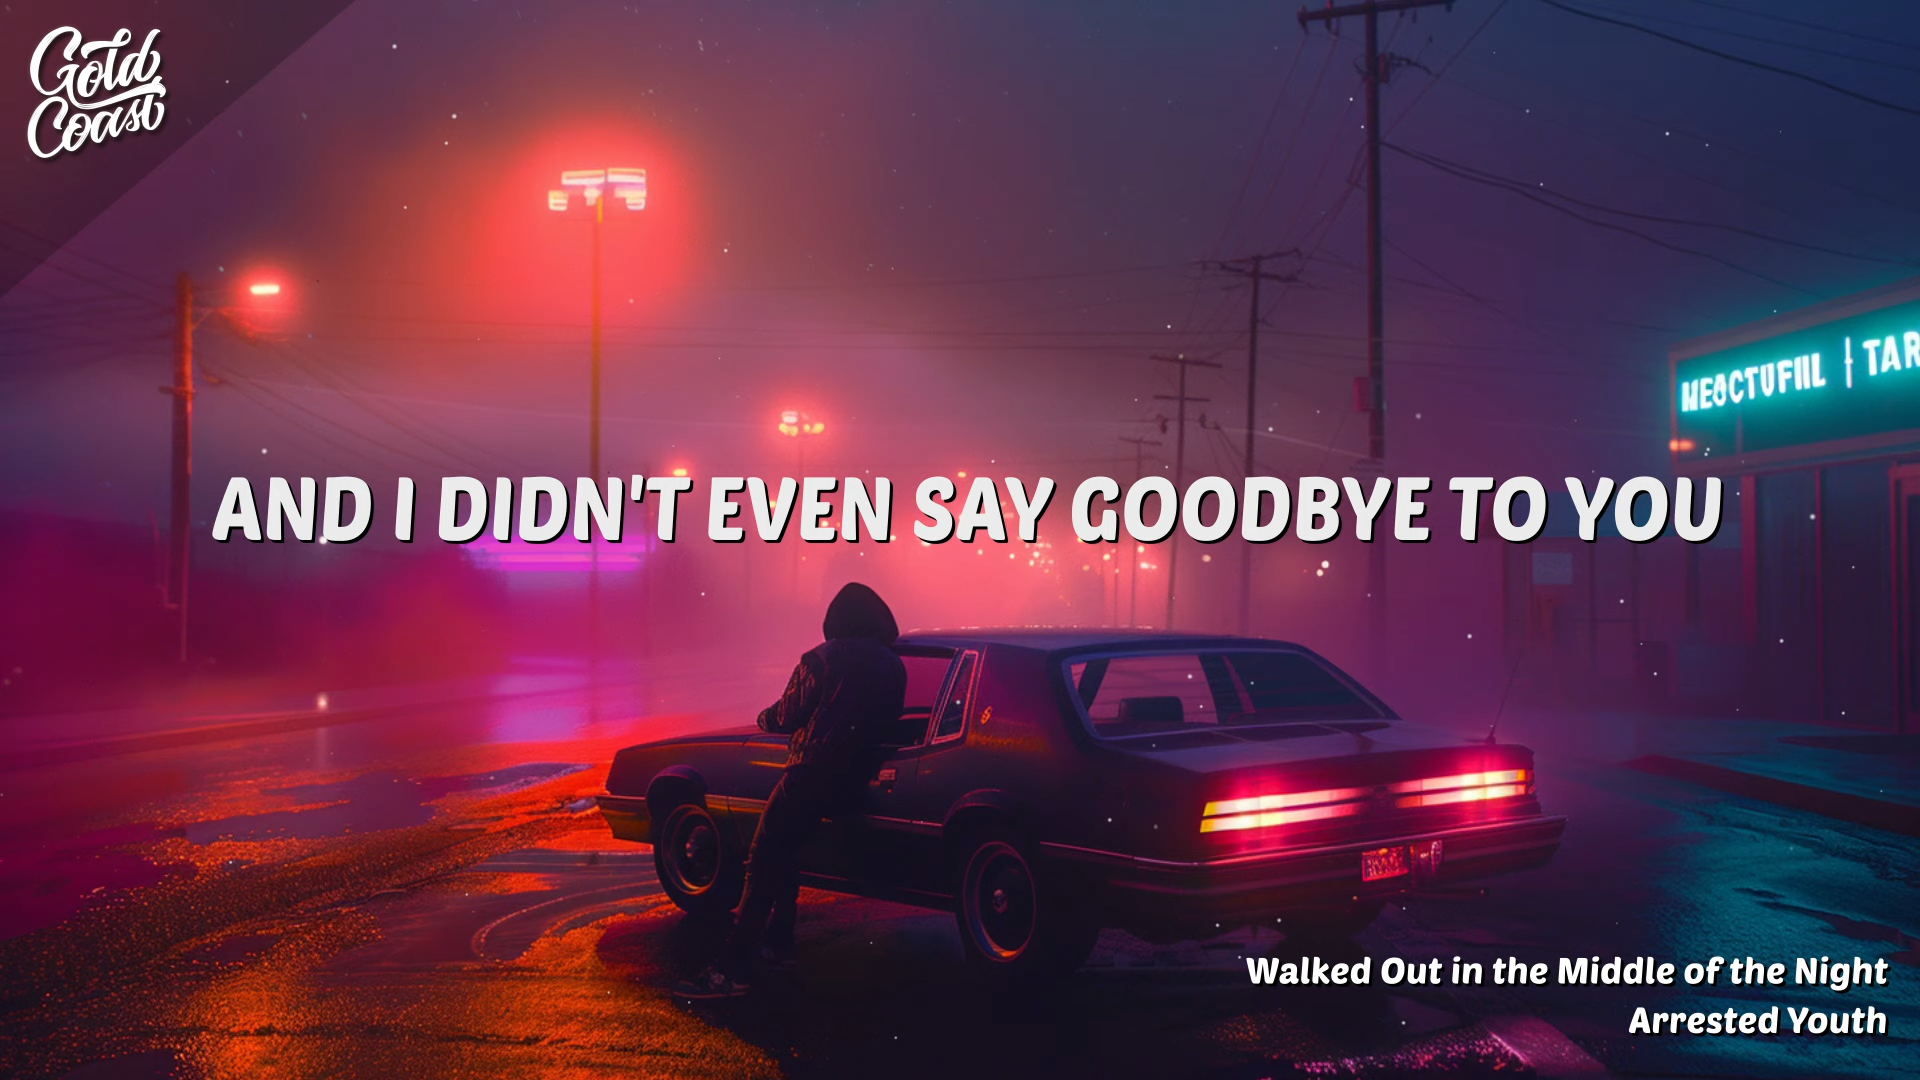 Gold
Coast
TAR
AND I DIDN'T EVEN SAY GOODBYE TO YOU
Walked Out in the Middle of the Night
Arrested Youth